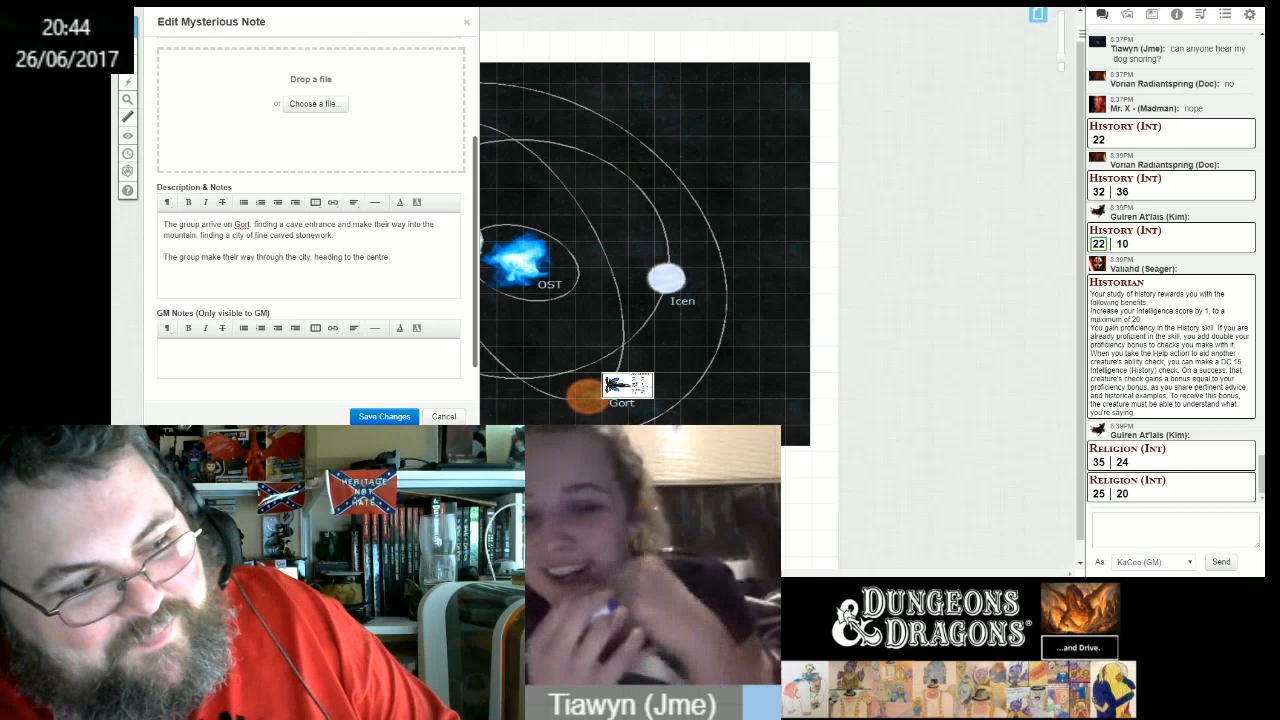 20:44
26/06/2017
Edit Mysterious Note
×
Drop a file
or Choose a file...
Description & Notes
The group arrive on Gort, finding a cave entrance and make their way into the
mountain, finding a city of fine carved stonework.
The group make their way through the city, heading to the centre.
GM Notes (Only visible to GM)
Save Changes
Cancel
OST
Icen
Gort
8:37PM
Tiawyn (Jme): can anyone hear my
dog snoring?
8:37PM
Vorian Radiantspring (Doc): no
8:37PM
Mr. X - (Madman): nope
HISTORY (INT)
22
8:39PM
Vorian Radiantspring (Doc):
HISTORY (INT)
32 | 36
8:39PM
Guiren At'lais (Kim):
HISTORY (INT)
22 | 10
8:39PM
Valiahd (Seager):
HISTORIAN
Your study of history rewards you with the
following benefits:
Increase your Intelligence score by 1, to a
maximum of 20.
You gain proficiency in the History skill. If you are
already proficient in the skill, you add double your
proficiency bonus to checks you make with it.
When you take the Help action to aid another
creature's ability check, you can make a DC 15
Intelligence (History) check. On a success, that
creature's check gains a bonus equal to your
proficiency bonus, as you share pertinent advice
and historical examples. To receive this bonus,
the creature must be able to understand what
you're saying.
8:39PM
Guiren At'lais (Kim):
RELIGION (INT)
35 | 24
RELIGION (INT)
25 | 20
As: KaCee (GM)
Send
HERITAGE
NOT
HATE
Tiawyn (Jme)
DUNGEONS
& DRAGONS®
...and Drive.